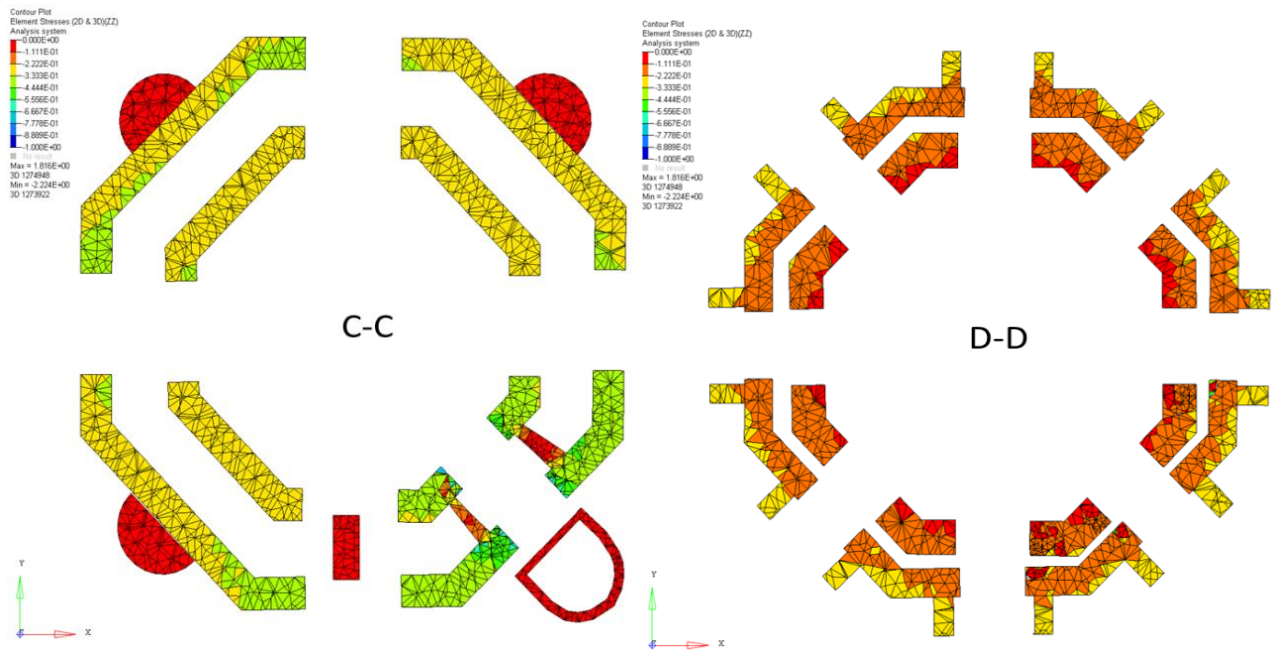 Contour Plot
Element Stresses (2D & 3D)(ZZ)
Analysis system
0.000E+00
-1.111E-01
-2.222E-01
-3.333E-01
-4.444E-01
-5.556E-01
-6.667E-01
-7.778E-01
-8.889E-01
-1.000E+00
No result
Max = 1.816E+00
3D 1274948
Min = -2.224E+00
3D 1273922
C-C
Y
Z
X
Contour Plot
Element Stresses (2D & 3D)(ZZ)
Analysis system
0.000E+00
-1.111E-01
-2.222E-01
-3.333E-01
-4.444E-01
-5.556E-01
-6.667E-01
-7.778E-01
-8.889E-01
-1.000E+00
No result
Max = 1.816E+00
3D 1274948
Min = -2.224E+00
3D 1273922
D-D
Y
Z
X